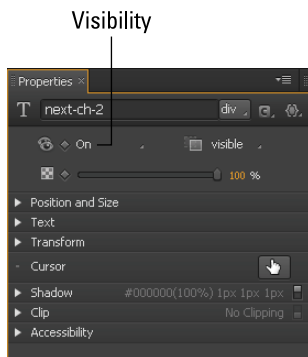 Visibility
Properties ×
T next-ch-2 div
On visible
100 %
Position and Size
Text
Transform
Cursor
Shadow #000000(100%) 1px 1px 1px
Clip No Clipping
Accessibility